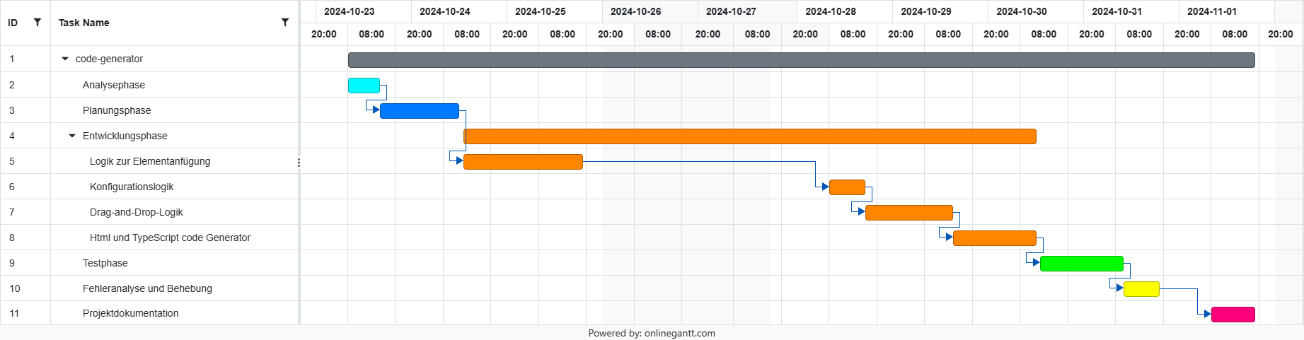 ID Task Name 2024-10-23 2024-10-24 2024-10-25 2024-10-26 2024-10-27 2024-10-28 2024-10-29 2024-10-30 2024-10-31 2024-11-01
20:00 08:00 20:00 08:00 20:00 08:00 20:00 08:00 20:00 08:00 20:00 08:00 20:00 08:00 20:00 08:00 20:00 08:00 20:00 08:00 20:00
1 code-generator
2 Analysephase
3 Planungsphase
4 Entwicklungsphase
5 Logik zur Elementanfügung
6 Konfigurationslogik
7 Drag-and-Drop-Logik
8 Html und TypeScript code Generator
9 Testphase
10 Fehleranalyse und Behebung
11 Projektdokumentation
Powered by: onlinegantt.com